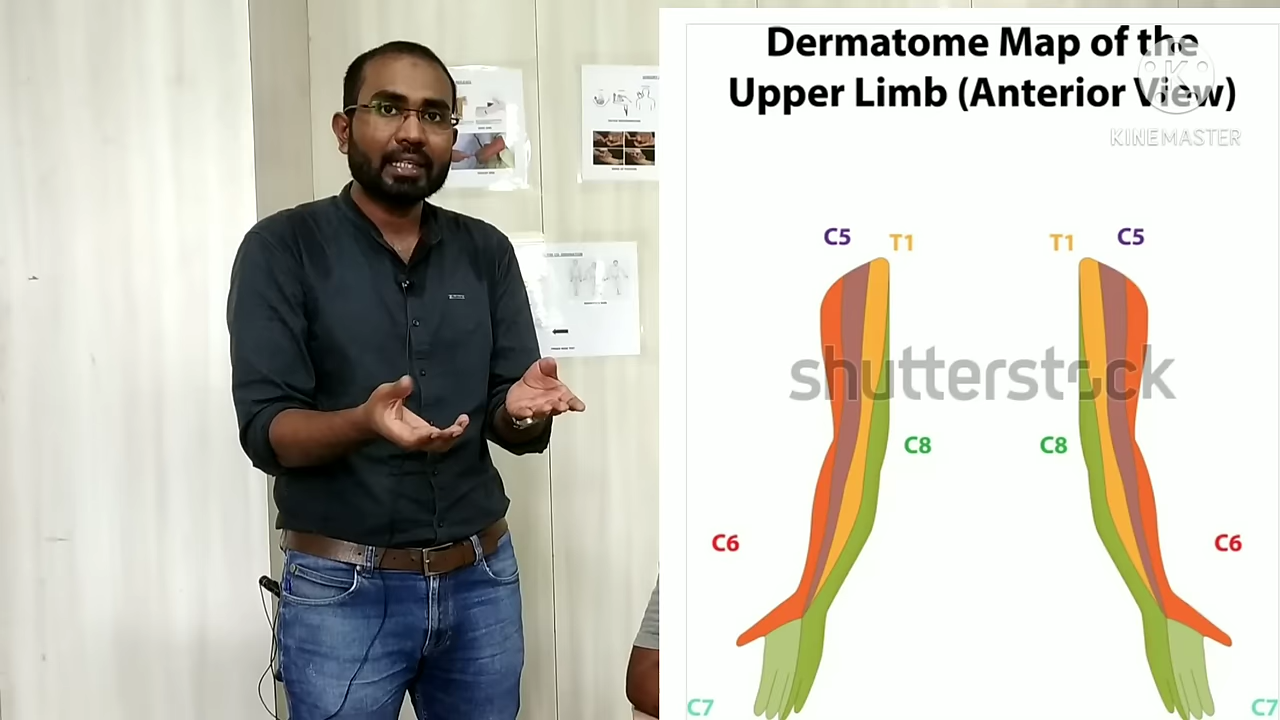 Dermatome Map of the
Upper Limb (Anterior View)
KINEMASTER
C5 T1 T1 C5
shutterstock
C8 C8
C6 C6
C7 C7